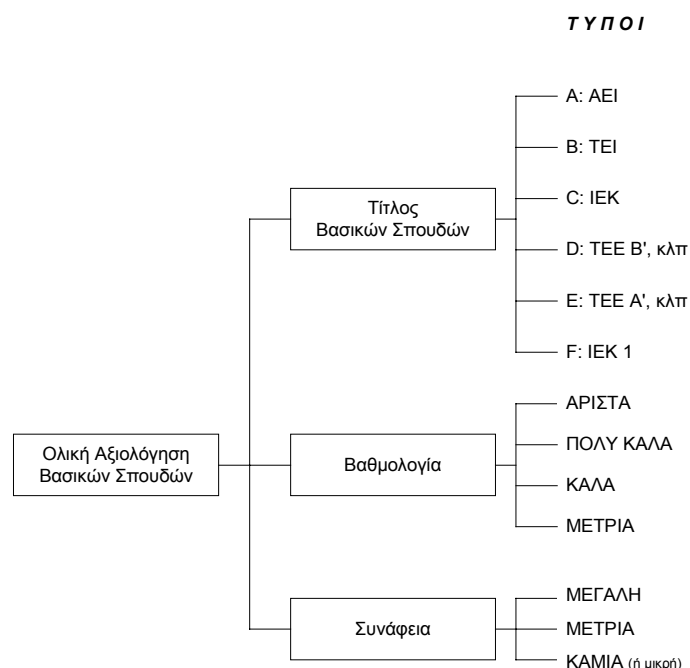 ΤΥΠΟΙ
A: ΑΕΙ
B: ΤΕΙ
Τίτλος
Βασικών Σπουδών
C: ΙΕΚ
D: ΤΕΕ Β', κλπ
E: ΤΕΕ Α', κλπ
F: ΙΕΚ 1
Ολική Αξιολόγηση
Βασικών Σπουδών
Βαθμολογία
ΑΡΙΣΤΑ
ΠΟΛΥ ΚΑΛΑ
ΚΑΛΑ
ΜΕΤΡΙΑ
Συνάφεια
ΜΕΓΑΛΗ
ΜΕΤΡΙΑ
ΚΑΜΙΑ (ή μικρή)